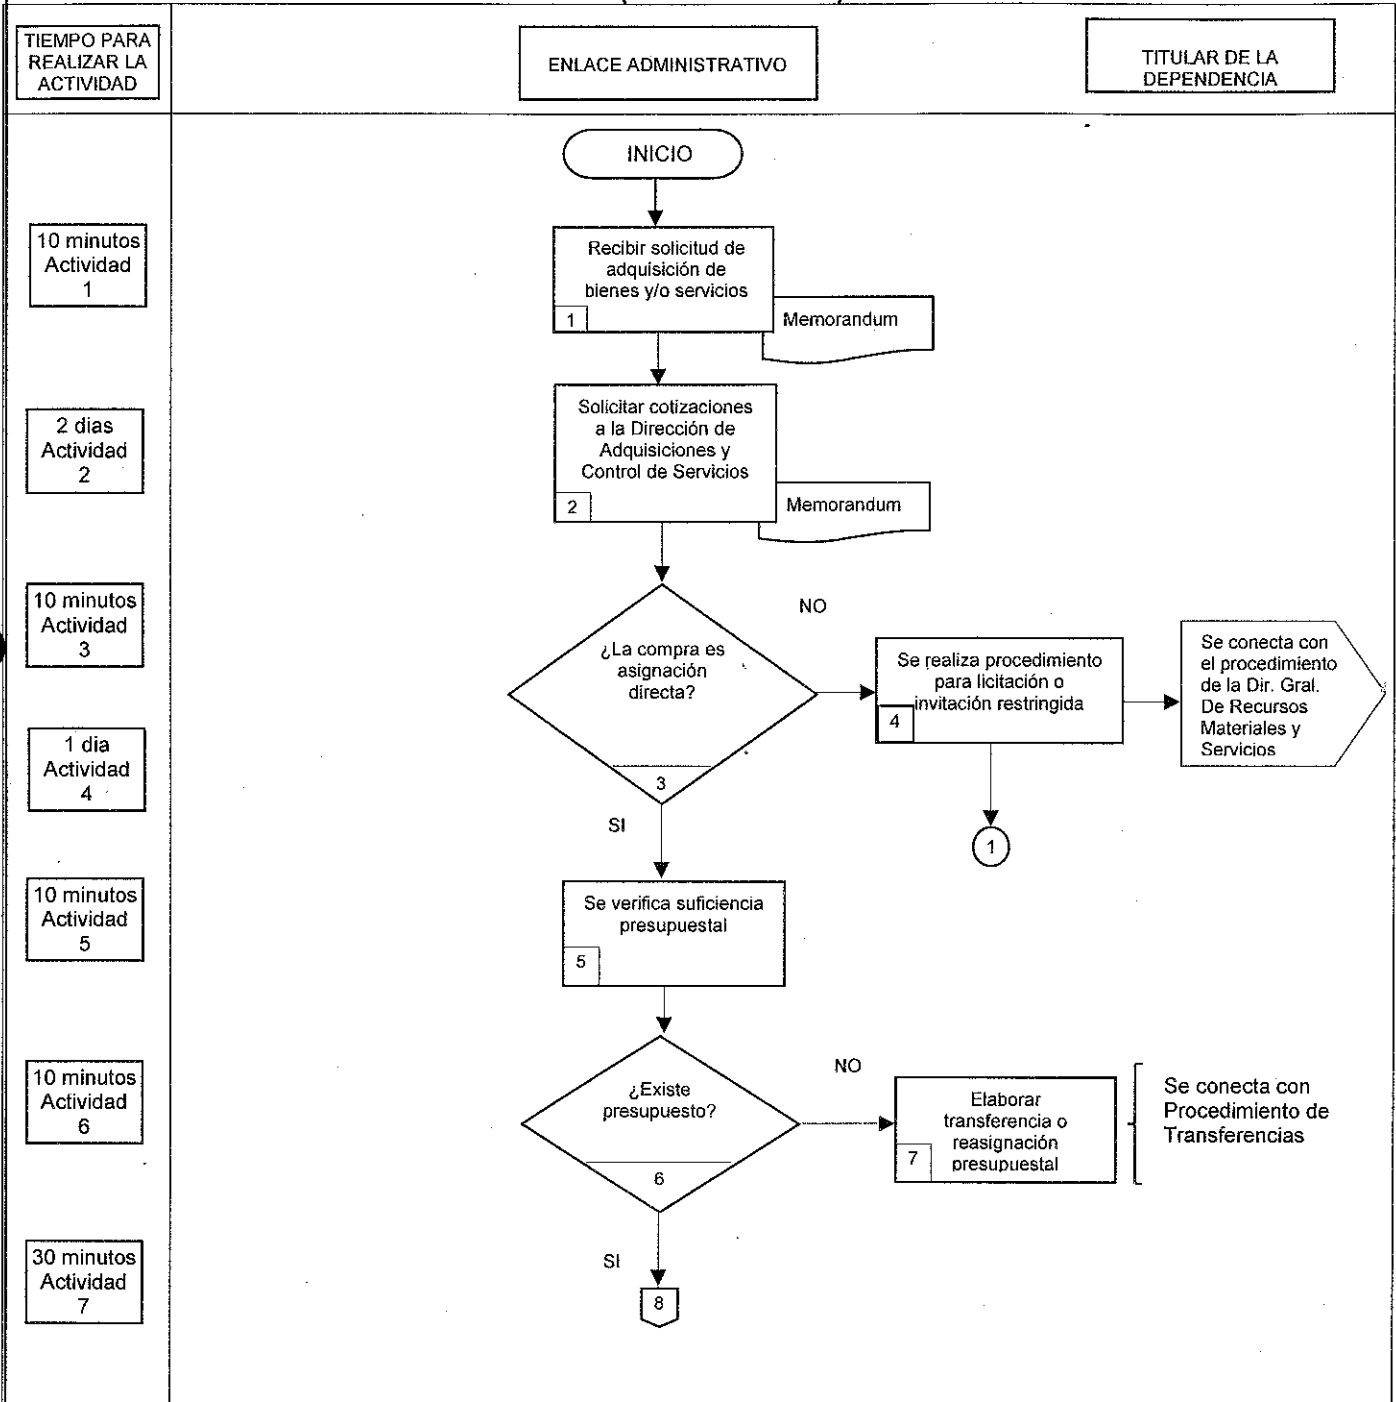 TIEMPO PARA
REALIZAR LA
ACTIVIDAD
ENLACE ADMINISTRATIVO
TITULAR DE LA
DEPENDENCIA
INICIO
10 minutos
Actividad
1
Recibir solicitud de
adquisición de
bienes y/o servicios
1
Memorandum
2 dias
Actividad
2
Solicitar cotizaciones
a la Dirección de
Adquisiciones y
Control de Servicios
2
Memorandum
10 minutos
Actividad
3
¿La compra es
asignación
directa?
3
NO
Se realiza procedimiento
para licitación o
invitación restringida
4
Se conecta con
el procedimiento
de la Dir. Gral.
De Recursos
Materiales y
Servicios
1 dia
Actividad
4
SI
1
10 minutos
Actividad
5
Se verifica suficiencia
presupuestal
5
10 minutos
Actividad
6
¿Existe
presupuesto?
6
NO
Elaborar
transferencia o
reasignación
presupuestal
7
Se conecta con
Procedimiento de
Transferencias
30 minutos
Actividad
7
SI
8